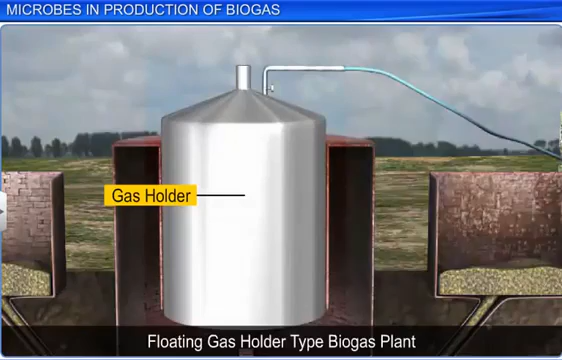 MICROBES IN PRODUCTION OF BIOGAS
Gas Holder
Floating Gas Holder Type Biogas Plant